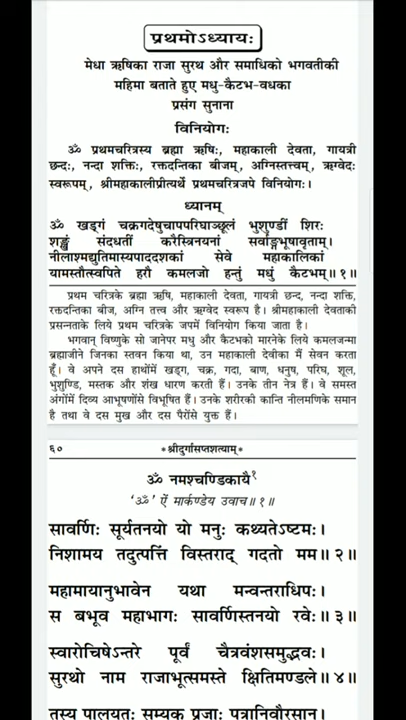 प्रथमोऽध्यायः
मेधा ऋषिका राजा सुरथ और समाधिको भगवतीकी
महिमा बताते हुए मधु-कैटभ-वधका
प्रसंग सुनाना
विनियोगः
ॐ प्रथमचरित्रस्य ब्रह्मा ऋषिः, महाकाली देवता, गायत्री
छन्दः, नन्दा शक्तिः, रक्तदन्तिका बीजम्, अग्निस्तत्त्वम्, ऋग्वेदः
स्वरूपम्, श्रीमहाकालीप्रीत्यर्थे प्रथमचरित्रजपे विनियोगः।
ध्यानम्
ॐ खड्गं चक्रगदेषुचापपरिघाञ्छूलं भुशुण्डीं शिरः
शङ्खं संदधतीं करैस्त्रिनयनां सर्वाङ्गभूषावृताम्।
नीलाश्मद्युतिमास्यपाददशकां सेवे महाकालिकां
यामस्तौत्स्वपिते हरौ कमलजो हन्तुं मधुं कैटभम्॥१॥
प्रथम चरित्रके ब्रह्मा ऋषि, महाकाली देवता, गायत्री छन्द, नन्दा शक्ति,
रक्तदन्तिका बीज, अग्नि तत्त्व और ऋग्वेद स्वरूप है। श्रीमहाकाली देवताकी
प्रसन्नताके लिये प्रथम चरित्रके जपमें विनियोग किया जाता है।
भगवान् विष्णुके सो जानेपर मधु और कैटभको मारनेके लिये कमलजन्मा
ब्रह्माजीने जिनका स्तवन किया था, उन महाकाली देवीका मैं सेवन करता
हूँ। वे अपने दस हाथोंमें खड्ग, चक्र, गदा, बाण, धनुष, परिघ, शूल,
भुशुण्डि, मस्तक और शंख धारण करती हैं। उनके तीन नेत्र हैं। वे समस्त
अंगोंमें दिव्य आभूषणोंसे विभूषित हैं। उनके शरीरकी कान्ति नीलमणिके समान
है तथा वे दस मुख और दस पैरोंसे युक्त हैं।
६० *श्रीदुर्गासप्तशत्याम्*
ॐ नमश्चण्डिकायै१
'ॐ' ऐं मार्कण्डेय उवाच॥१॥
सावर्णिः सूर्यतनयो यो मनुः कथ्यतेऽष्टमः।
निशामय तदुत्पत्तिं विस्तराद् गदतो मम॥२॥
महामायानुभावेन यथा मन्वन्तराधिपः।
स बभूव महाभागः सावर्णिस्तनयो रवेः॥३॥
स्वारोचिषेऽन्तरे पूर्वं चैत्रवंशसमुद्भवः।
सुरथो नाम राजाभूत्समस्ते क्षितिमण्डले॥४॥
तस्य पालयतः सम्यक् प्रजाः पुत्रानिवौरसान्।